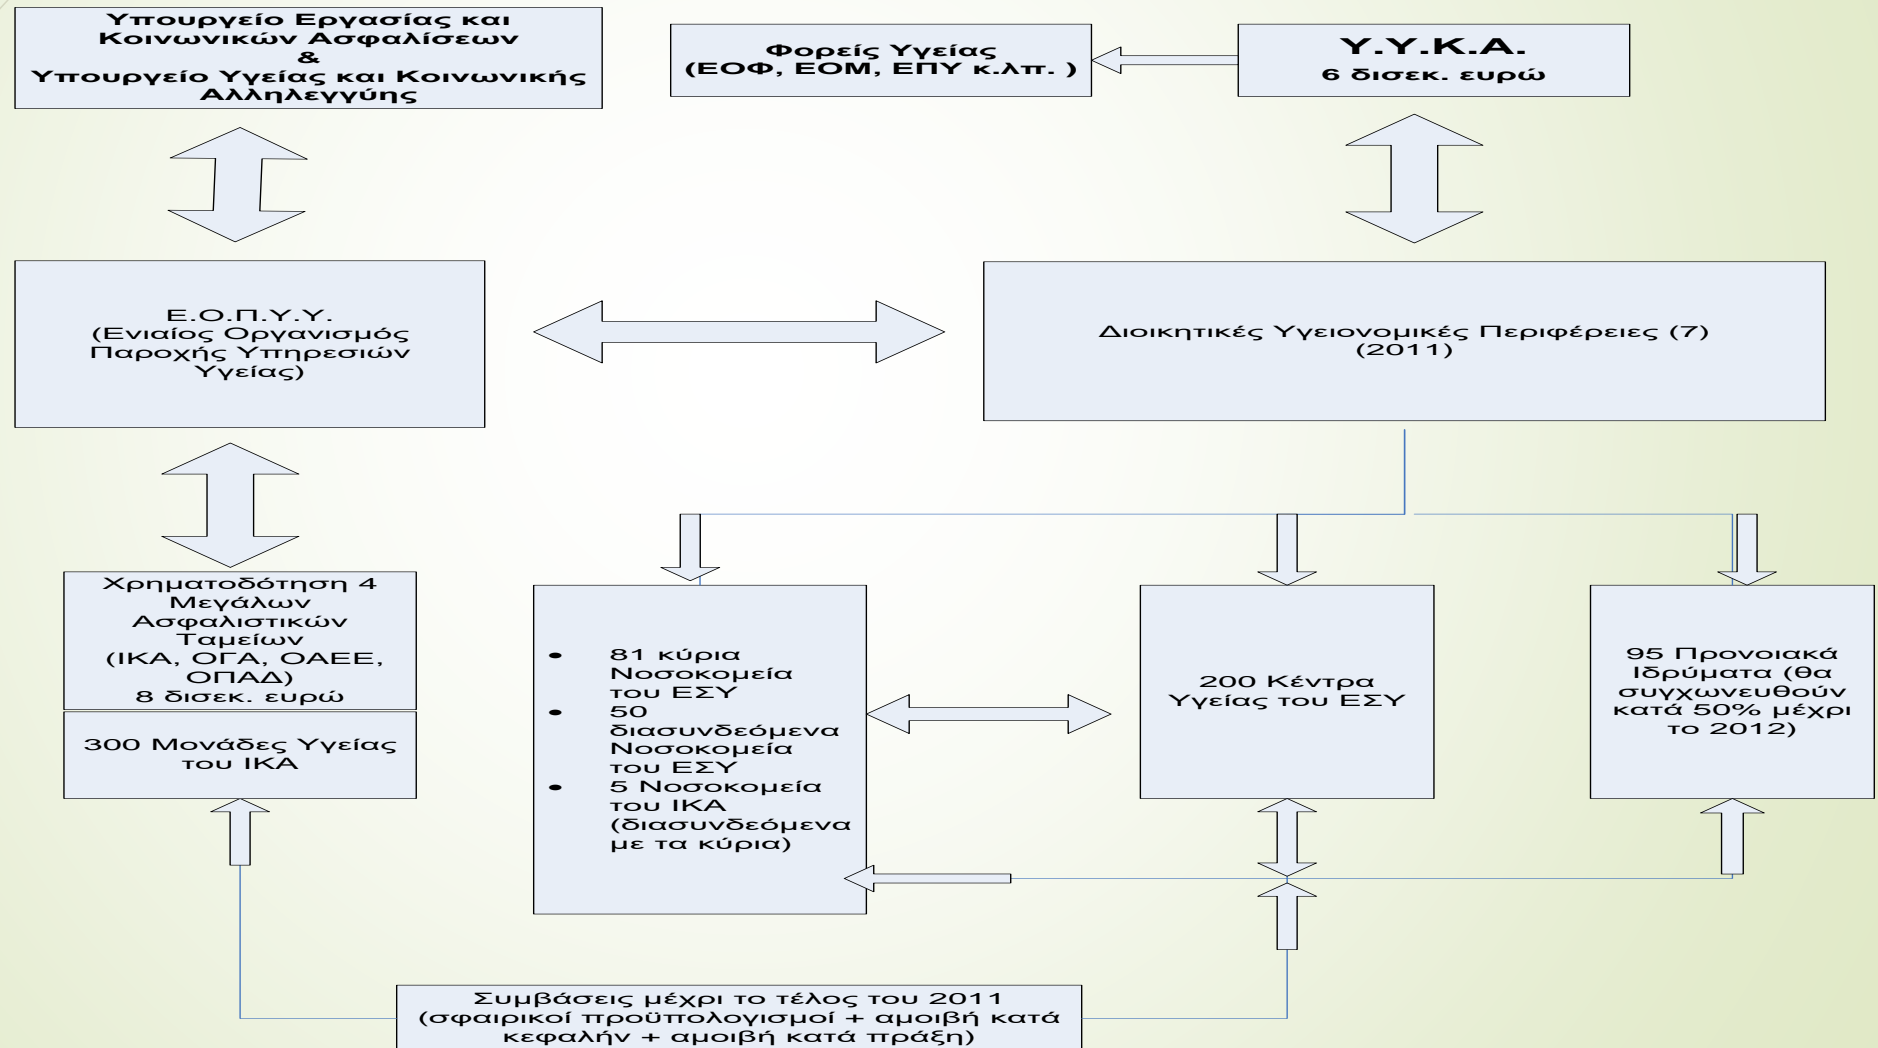 Υπουργείο Εργασίας και
Κοινωνικών Ασφαλίσεων
&
Υπουργείο Υγείας και Κοινωνικής
Αλληλεγγύης
Φορείς Υγείας
(ΕΟΦ, ΕΟΜ, ΕΠΥ κ.λπ. )
Υ.Υ.Κ.Α.
6 δισεκ. ευρώ
Ε.Ο.Π.Υ.Υ.
(Ενιαίος Οργανισμός
Παροχής Υπηρεσιών
Υγείας)
Διοικητικές Υγειονομικές Περιφέρειες (7)
(2011)
Χρηματοδότηση 4
Μεγάλων
Ασφαλιστικών
Ταμείων
(ΙΚΑ, ΟΓΑ, ΟΑΕΕ,
ΟΠΑΔ)
8 δισεκ. ευρώ
300 Μονάδες Υγείας
του ΙΚΑ
• 81 κύρια
Νοσοκομεία
του ΕΣΥ
• 50
διασυνδεόμενα
Νοσοκομεία
του ΕΣΥ
• 5 Νοσοκομεία
του ΙΚΑ
(διασυνδεόμενα
με τα κύρια)
200 Κέντρα
Υγείας του ΕΣΥ
95 Προνοιακά
Ιδρύματα (θα
συγχωνευθούν
κατά 50% μέχρι
το 2012)
Συμβάσεις μέχρι το τέλος του 2011
(σφαιρικοί προϋπολογισμοί + αμοιβή κατά
κεφαλήν + αμοιβή κατά πράξη)